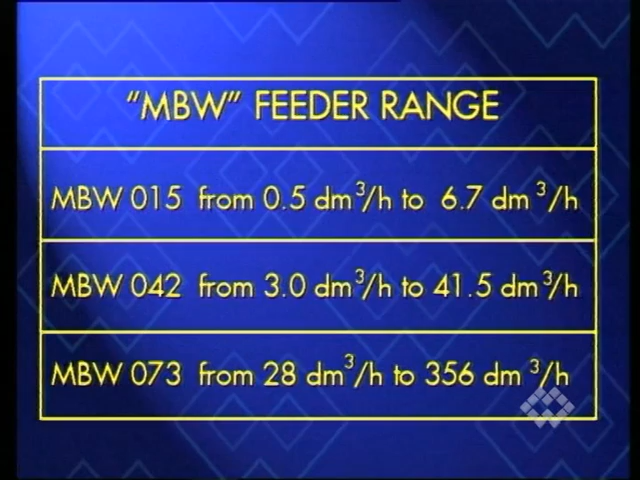 "MBW" FEEDER RANGE
MBW 015 from 0.5 dm³/h to 6.7 dm³/h
MBW 042 from 3.0 dm³/h to 41.5 dm³/h
MBW 073 from 28 dm³/h to 356 dm³/h